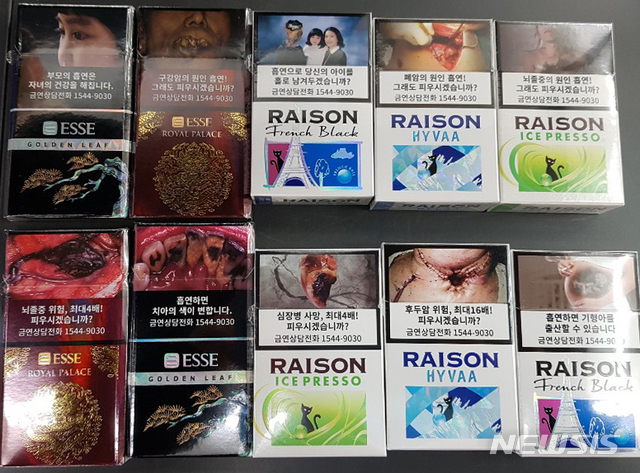 부모의 흡연은
자녀의 건강을 해칩니다.
금연상담전화 1544-9030
ESSE
GOLDEN LEAF
구강암의 원인 흡연!
그래도 피우시겠습니까?
금연상담전화 1544-9030
ESSE
ROYAL PALACE
흡연으로 당신의 아이를
홀로 남겨두겠습니까?
금연상담전화 1544-9030
RAISON
French Black
폐암의 원인 흡연!
그래도 피우시겠습니까?
금연상담전화 1544-9030
RAISON
HYVAA
RAISON
뇌졸중의 원인 흡연!
그래도 피우시겠습니까?
금연상담전화 1544-9030
RAISON
ICE PRESSO
뇌졸중 위험, 최대4배!
피우시겠습니까?
금연상담전화 1544-9030
ESSE
ROYAL PALACE
흡연하면
치아의 색이 변합니다.
금연상담전화 1544-9030
ESSE
GOLDEN LEAF
심장병 사망, 최대4배!
피우시겠습니까?
금연상담전화 1544-9030
RAISON
ICE PRESSO
후두암 위험, 최대16배!
피우시겠습니까?
금연상담전화 1544-9030
RAISON
HYVAA
흡연하면 기형아를
출산할 수 있습니다
금연상담전화 1544-9030
RAISON
French Black
NEWSIS